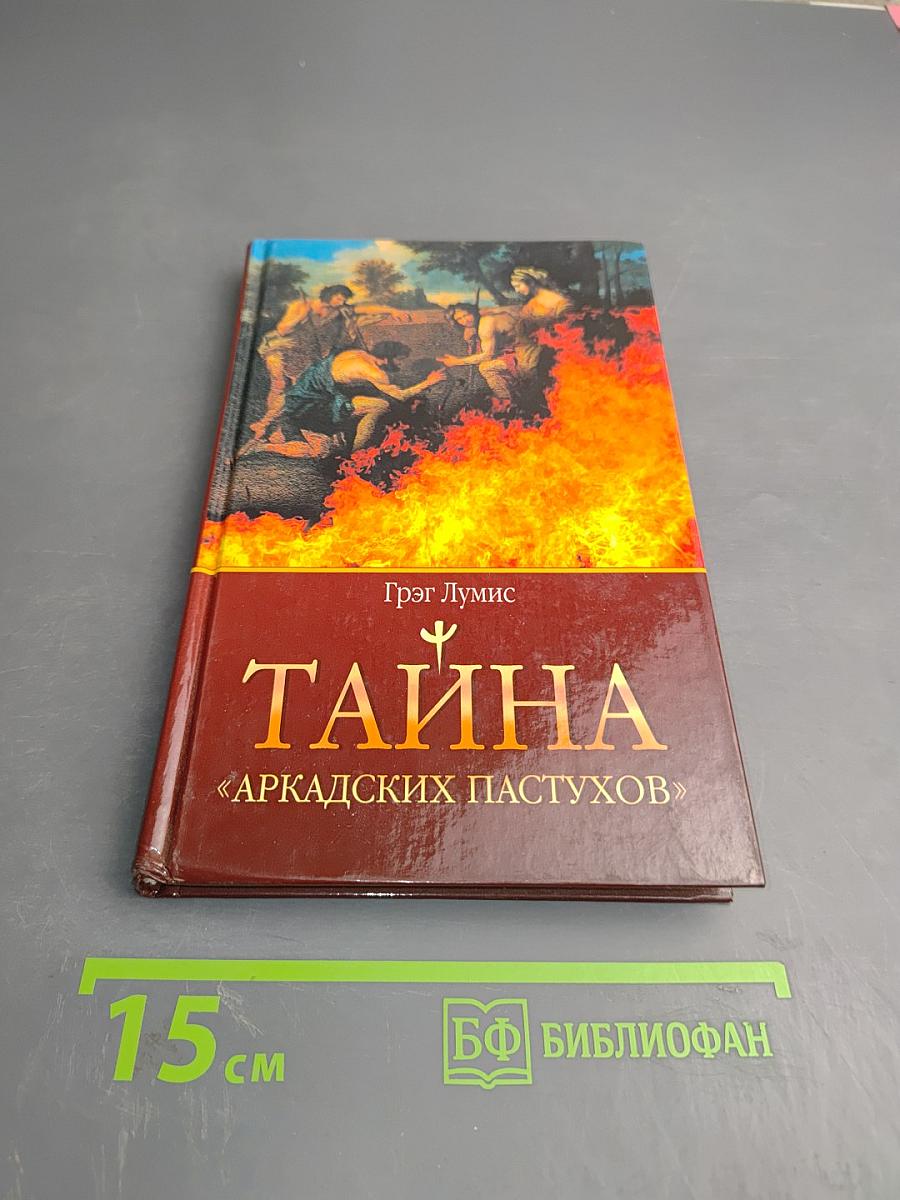 Грэг Лумис
ТАЙНА
«АРКАДСКИХ ПАСТУХОВ»
15 см
БФ БИБЛИОФАН